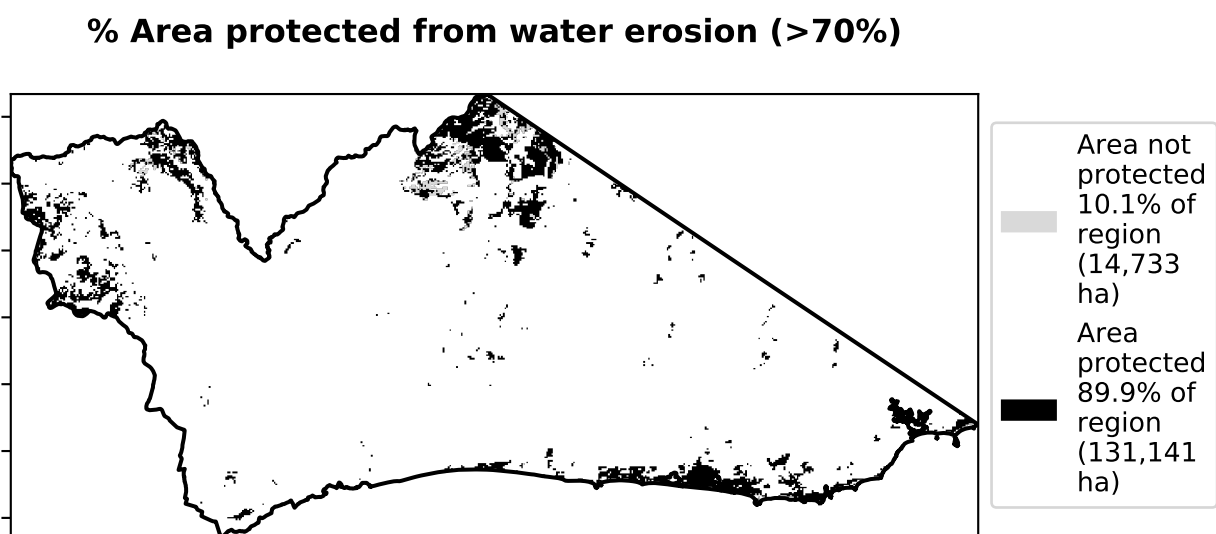 % Area protected from water erosion (>70%)
Area not
protected
10.1% of
region
(14,733
ha)
Area
protected
89.9% of
region
(131,141
ha)